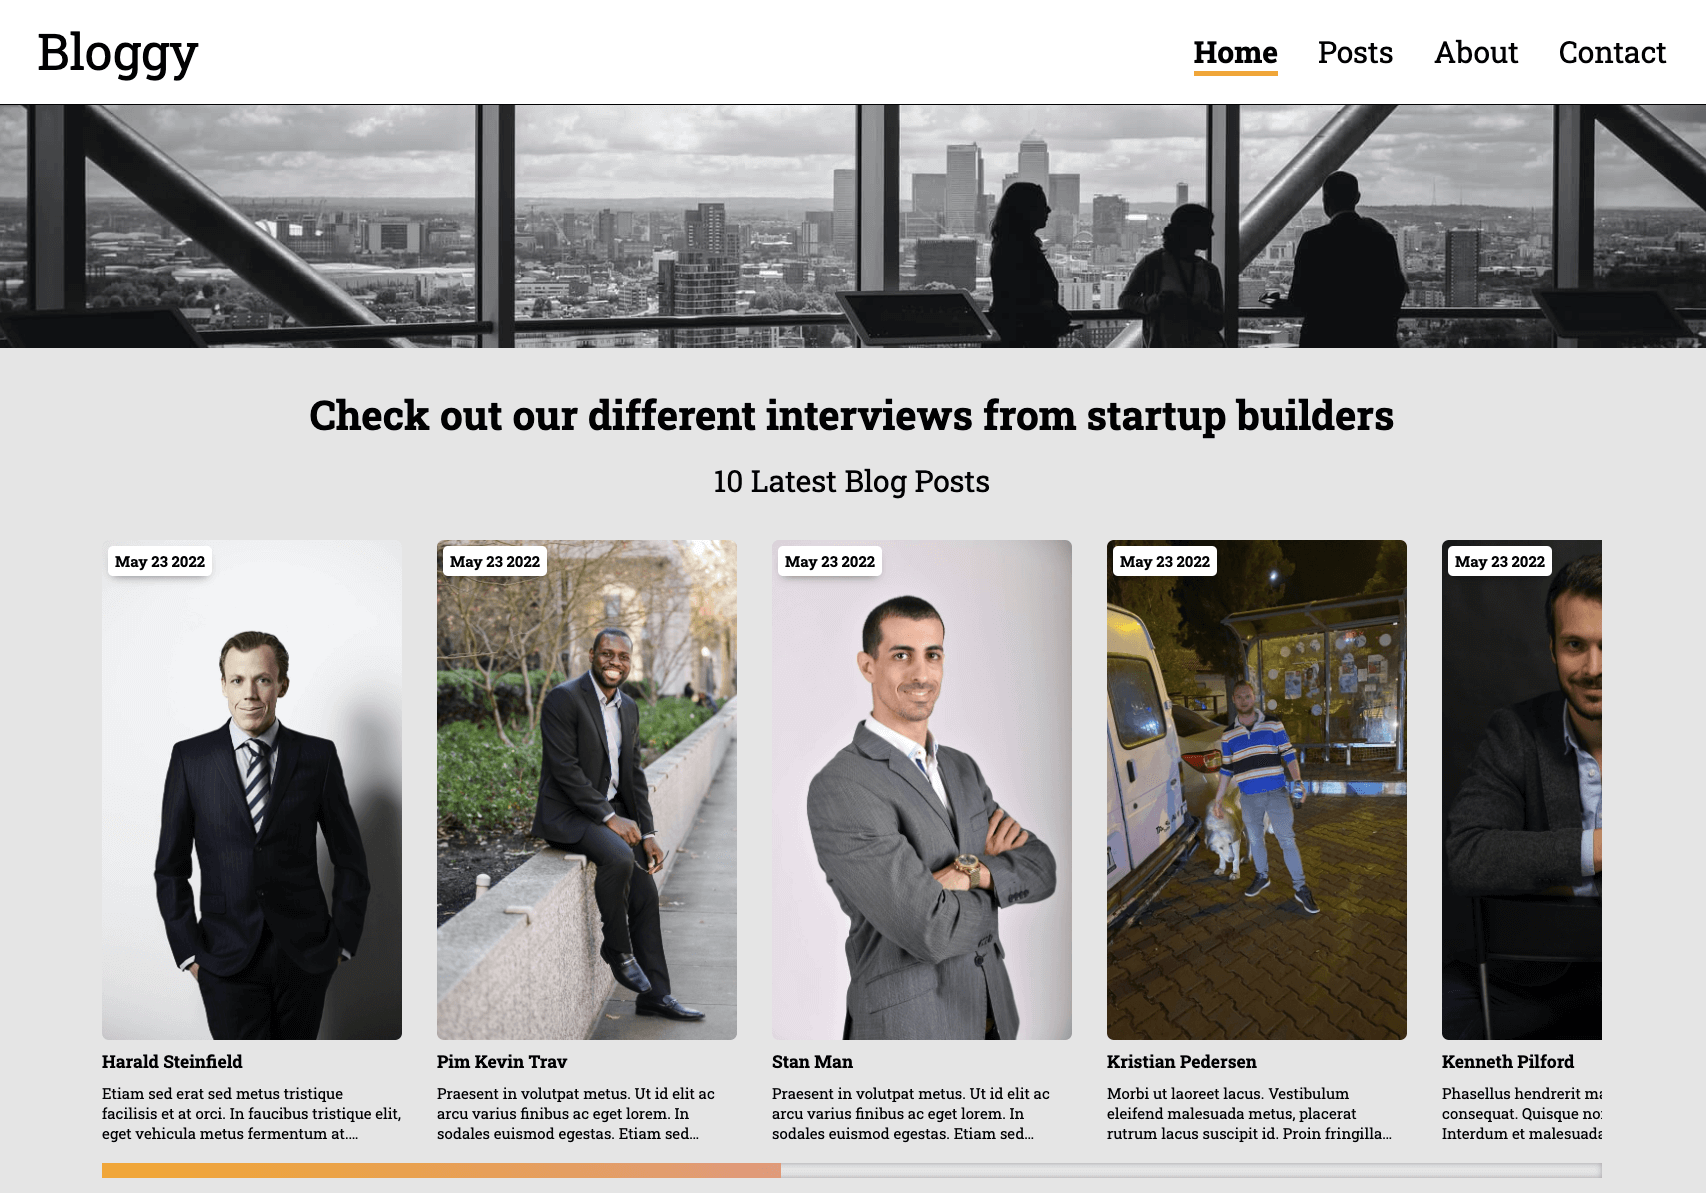 Bloggy
Home Posts About Contact
Check out our different interviews from startup builders
10 Latest Blog Posts
May 23 2022
Harald Steinfield
Etiam sed erat sed metus tristique
facilisis et at orci. In faucibus tristique elit,
eget vehicula metus fermentum at....
May 23 2022
Pim Kevin Trav
Praesent in volutpat metus. Ut id elit ac
arcu varius finibus ac eget lorem. In
sodales euismod egestas. Etiam sed...
May 23 2022
Stan Man
Praesent in volutpat metus. Ut id elit ac
arcu varius finibus ac eget lorem. In
sodales euismod egestas. Etiam sed...
May 23 2022
Kristian Pedersen
Morbi ut laoreet lacus. Vestibulum
eleifend malesuada metus, placerat
rutrum lacus suscipit id. Proin fringilla...
May 23 2022
Kenneth Pilford
Phasellus hendrerit
consequat. Quisque
Interdum et malesuada